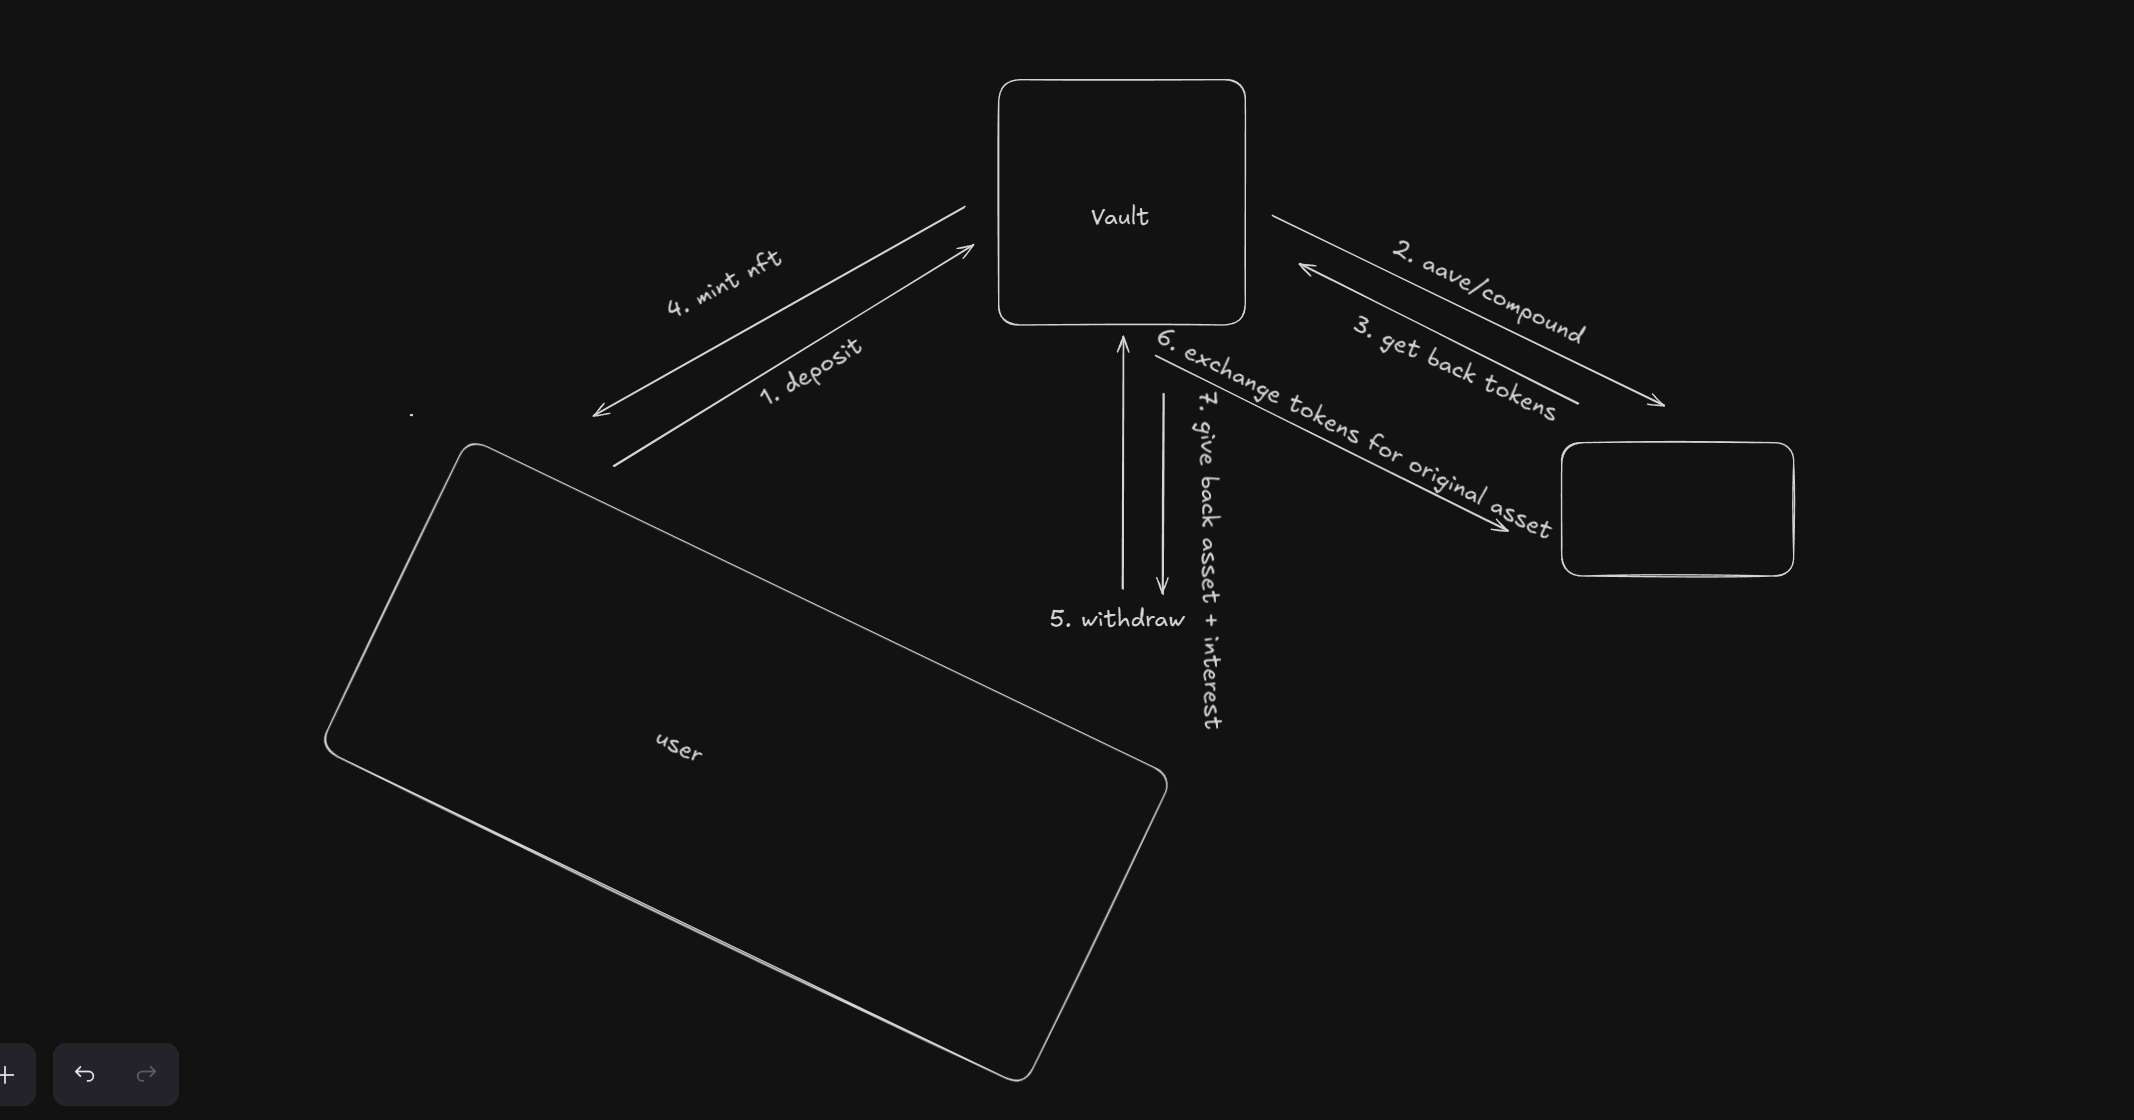 Vault
4. mint nft
1. deposit
2. aave/compound
3. get back tokens
6. exchange tokens for original asset
7. give back asset + interest
5. withdraw
user